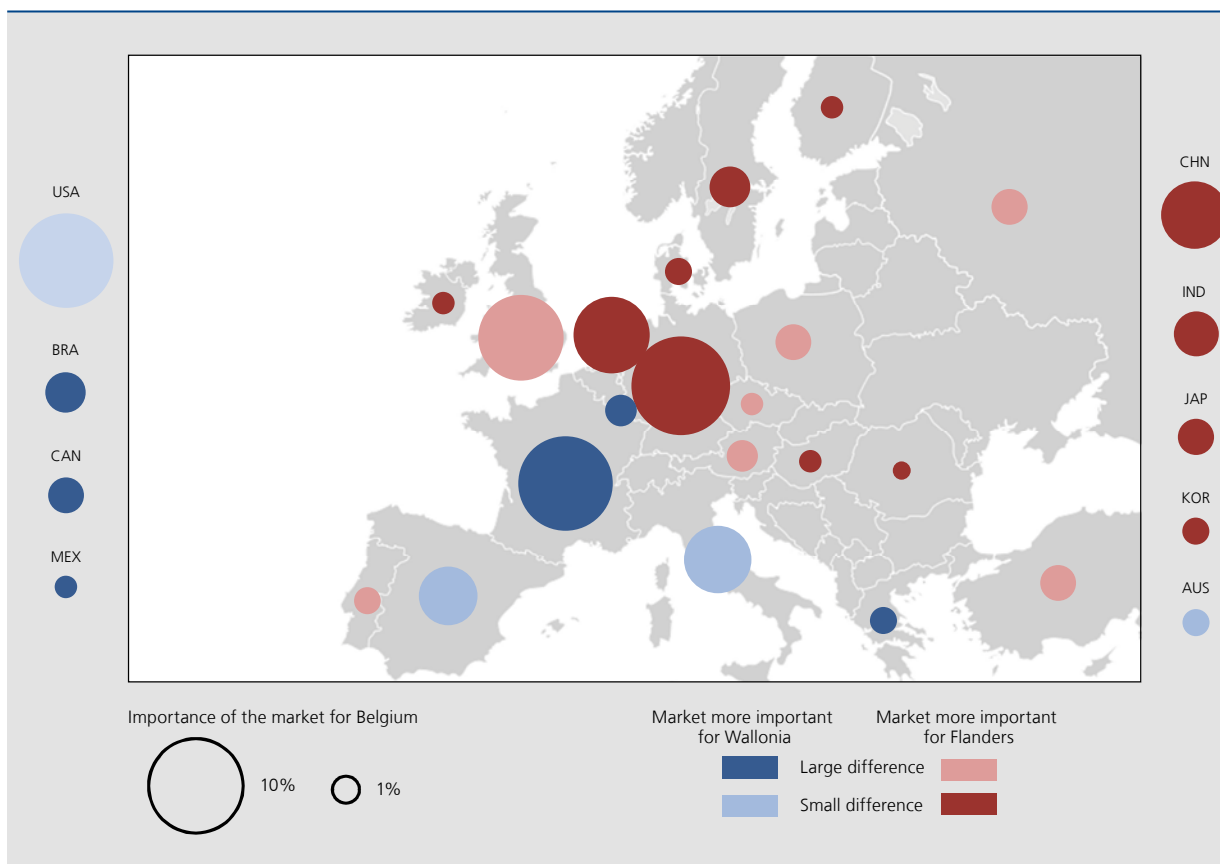 USA
BRA
CAN
MEX
CHN
IND
JAP
KOR
AUS
Importance of the market for Belgium
10%
1%
Market more important
for Wallonia
Market more important
for Flanders
Large difference
Small difference